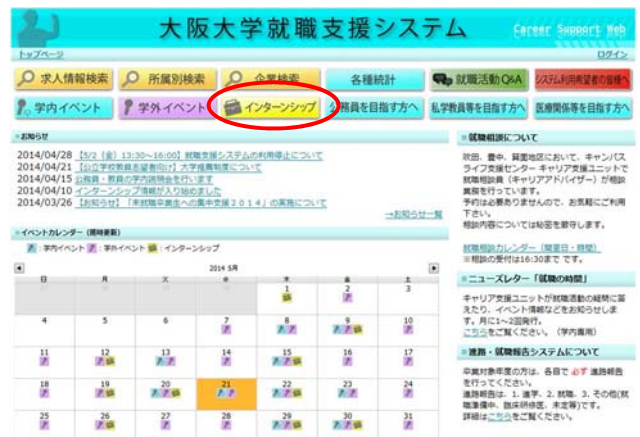 大阪大学就職支援システム
Career Support Web
トップページ
ログイン
求人情報検索
所属別検索
企業検索
各種統計
就職活動Q&A
システム利用希望者の皆様へ
学内イベント
学外イベント
インターンシップ
公務員を目指す方へ
私学教員等を目指す方へ
医療関係等を目指す方へ
お知らせ
2014/04/28 【5/2（金）13:30～16:00】就職支援システムの利用停止について
2014/04/21 【公立学校教員志望者向け】大学推薦制度について
2014/04/15 公務員・教員の学内説明会を行います
2014/04/10 インターンシップ情報が入り始めました
2014/03/26 【お知らせ】「未就職卒業生への集中支援２０１４」の実施について
→お知らせ一覧
イベントカレンダー（随時更新）
：学内イベント ：学外イベント ：インターンシップ
2014 5月
日 月 火 水 木 金 土
1 2 3
4 5 6 7 8 9 10
11 12 13 14 15 16 17
18 19 20 21 22 23 24
25 26 27 28 29 30 31
就職相談について
吹田、豊中、箕面地区において、キャンパス
ライフ支援センター キャリア支援ユニットで
就職相談員（キャリアアドバイザー）が相談
業務を行っています。
予約は必要ありませんので、お気軽にご利用
下さい。
相談内容については秘密を厳守します。
就職相談カレンダー（開室日・時間）
※相談の受付は16:30まで です。
ニューズレター「就職の時間」
キャリア支援ユニットが就職活動の疑問に答
えたり、イベント情報などをお知らせしま
す。月に1～2回発行。
こちらをご覧ください。（学内専用）
進路・就職報告システムについて
卒業対象年度の方は、各自で 必ず 進路報告
を行ってください。
進路報告は、1. 進学、2. 就職、3. その他(就
職準備中、臨床研修医、未定等)です。
詳細はこちらをご覧ください。